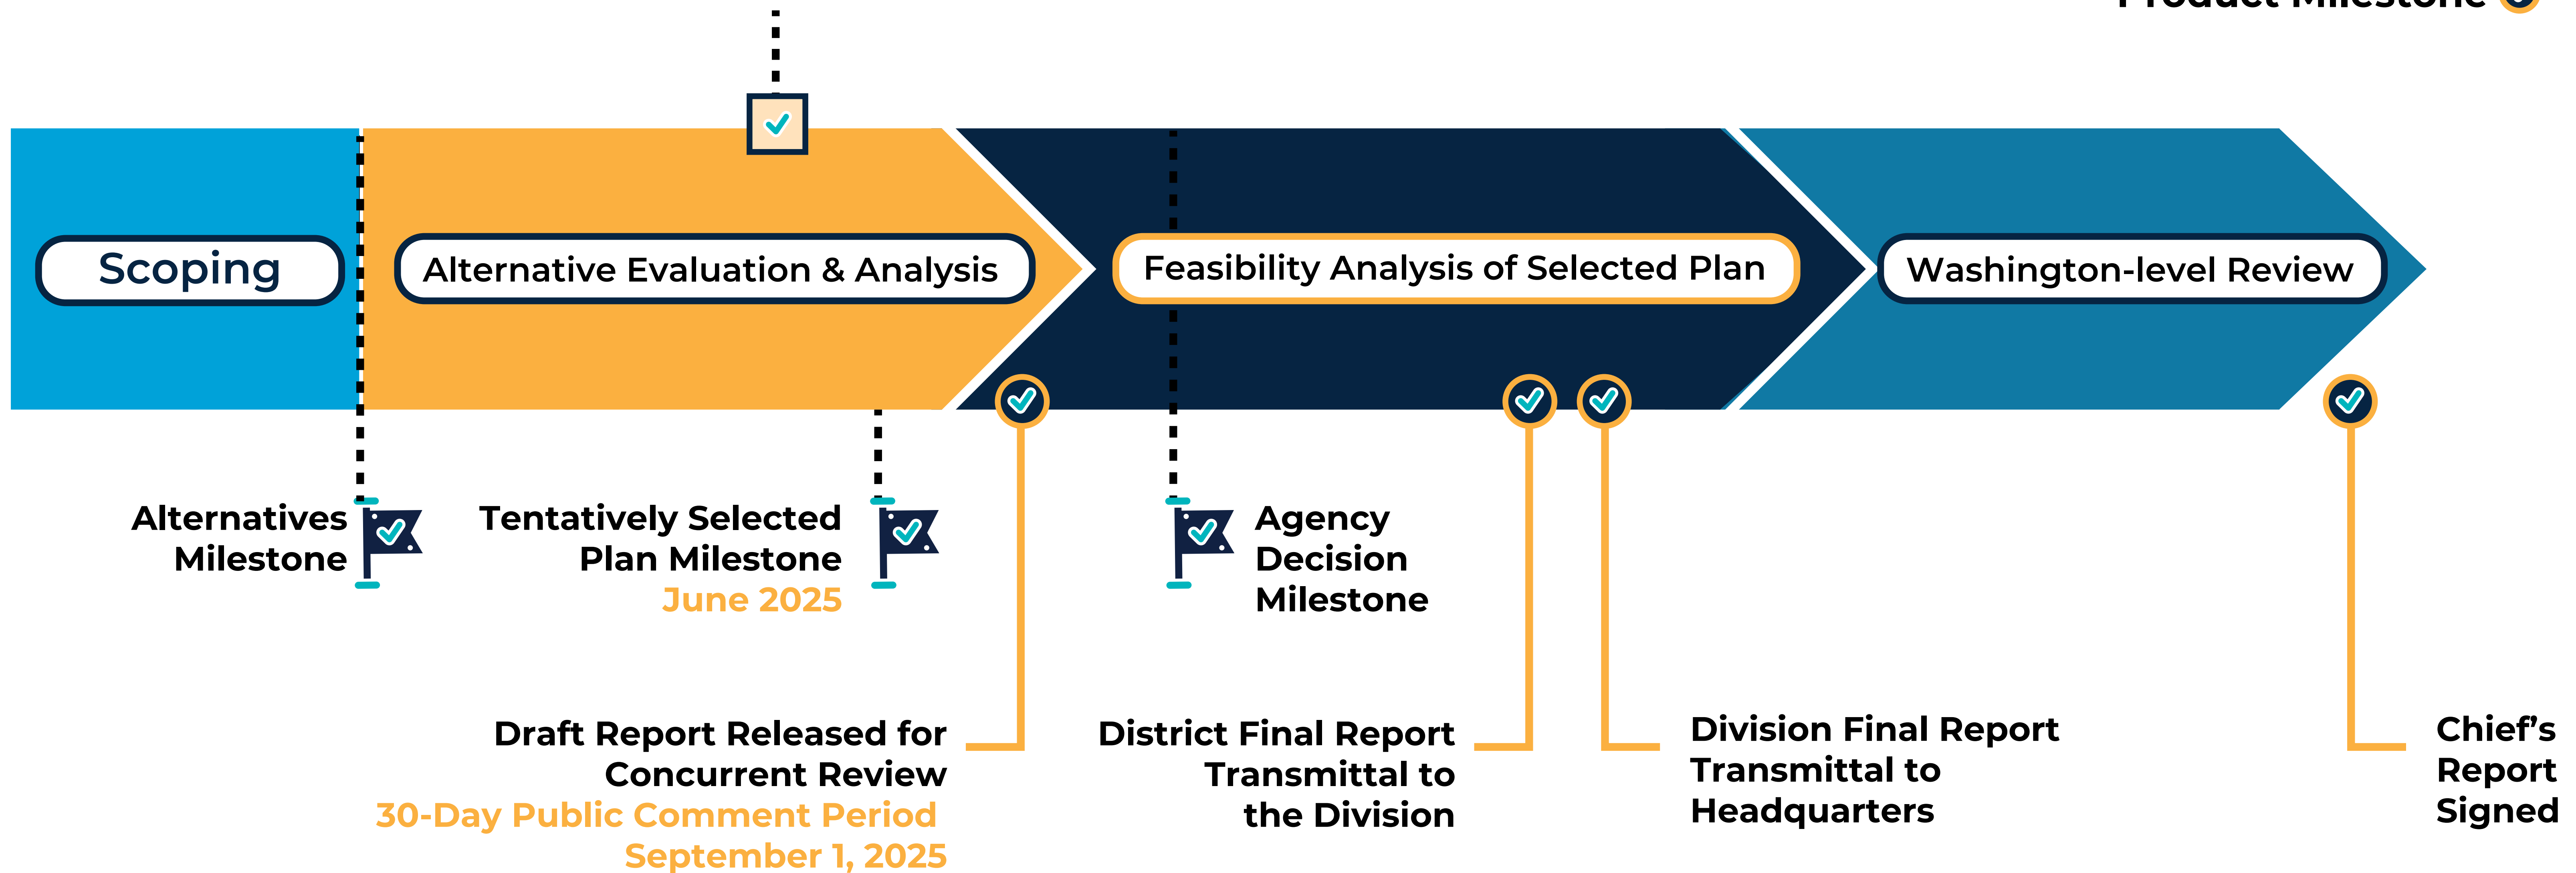 Product Milestone
Scoping
Alternative Evaluation & Analysis
Feasibility Analysis of Selected Plan
Washington-level Review
Alternatives
Milestone
Tentatively Selected
Plan Milestone
June 2025
Agency
Decision
Milestone
Draft Report Released for
Concurrent Review
30-Day Public Comment Period
September 1, 2025
District Final Report
Transmittal to
the Division
Division Final Report
Transmittal to
Headquarters
Chief’s
Report
Signed